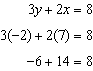 3y + 2x = 8
3(−2) + 2(7) = 8
−6 + 14 = 8